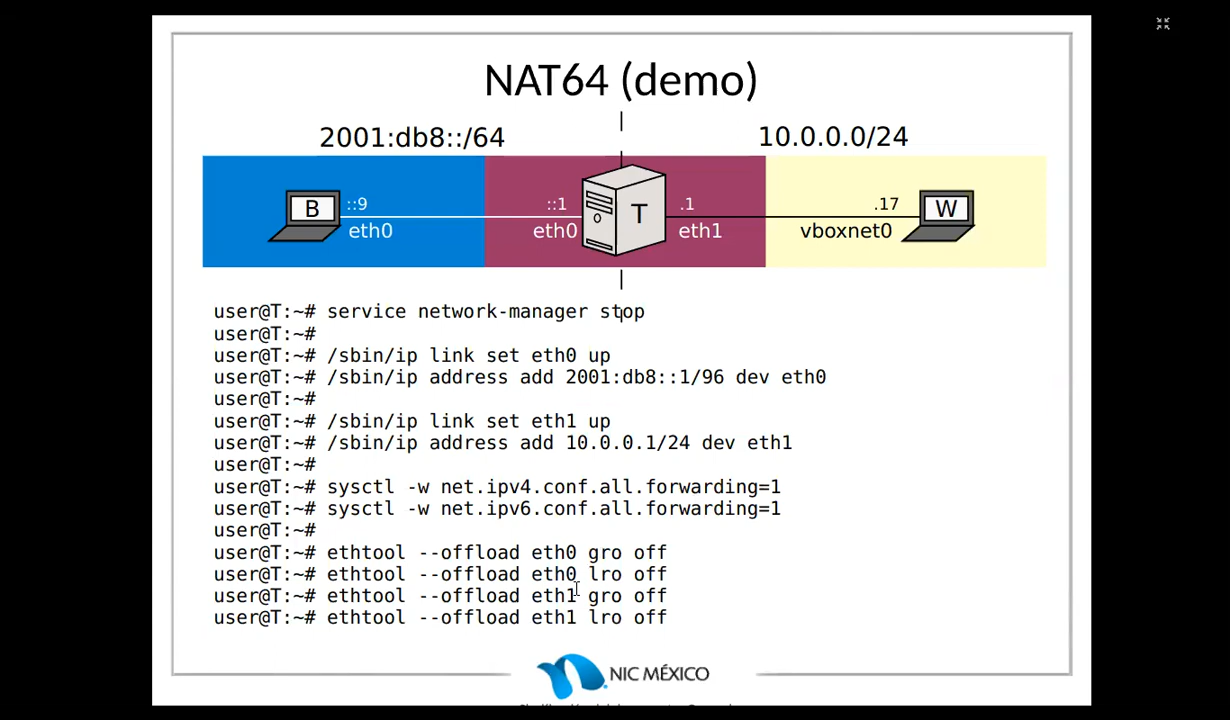 NAT64 (demo)
2001:db8::/64
10.0.0.0/24
B
::9
eth0
::1
eth0
T
.1
eth1
.17
vboxnet0
W
user@T:~# service network-manager stop
user@T:~#
user@T:~# /sbin/ip link set eth0 up
user@T:~# /sbin/ip address add 2001:db8::1/96 dev eth0
user@T:~#
user@T:~# /sbin/ip link set eth1 up
user@T:~# /sbin/ip address add 10.0.0.1/24 dev eth1
user@T:~#
user@T:~# sysctl -w net.ipv4.conf.all.forwarding=1
user@T:~# sysctl -w net.ipv6.conf.all.forwarding=1
user@T:~#
user@T:~# ethtool --offload eth0 gro off
user@T:~# ethtool --offload eth0 lro off
user@T:~# ethtool --offload eth1 gro off
user@T:~# ethtool --offload eth1 lro off
NIC MÉXICO